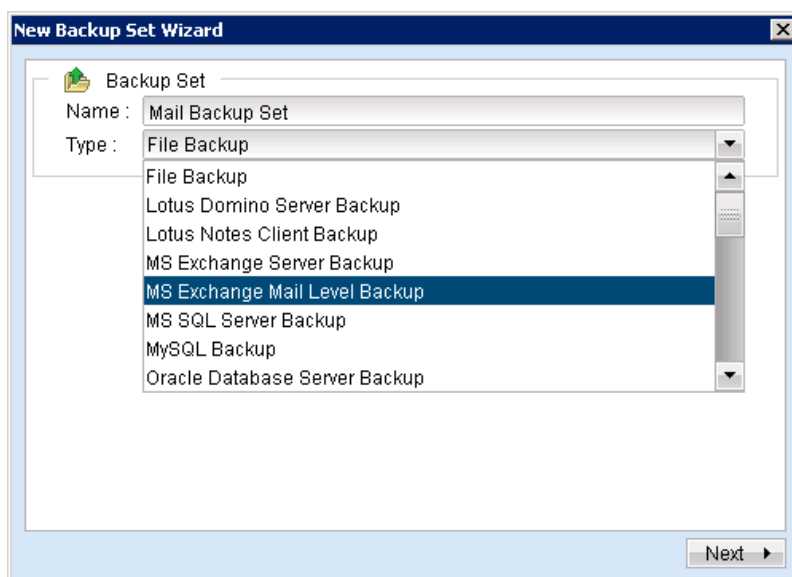 New Backup Set Wizard
Backup Set
Name : Mail Backup Set
Type : File Backup
File Backup
Lotus Domino Server Backup
Lotus Notes Client Backup
MS Exchange Server Backup
MS Exchange Mail Level Backup
MS SQL Server Backup
MySQL Backup
Oracle Database Server Backup
Next